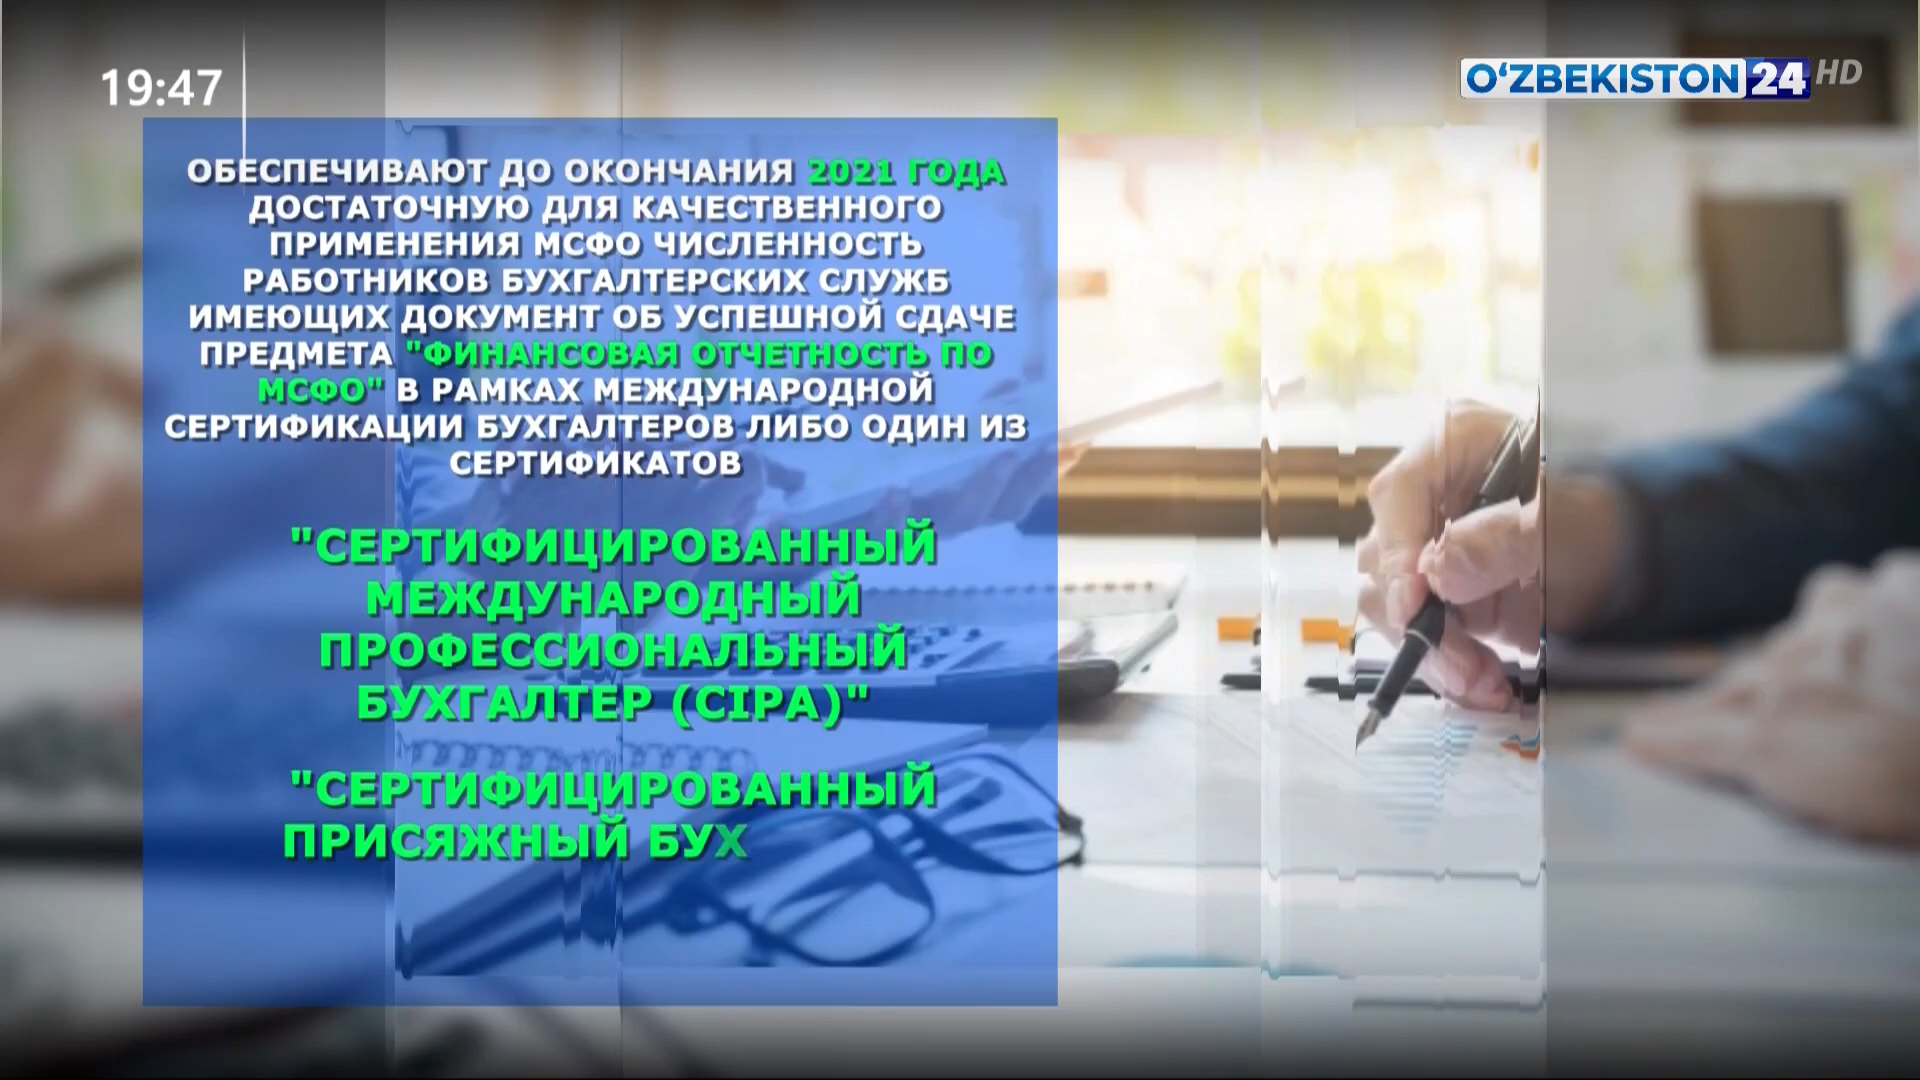 19:47
O‘ZBEKISTON 24 HD
ОБЕСПЕЧИВАЮТ ДО ОКОНЧАНИЯ 2021 ГОДА
ДОСТАТОЧНУЮ ДЛЯ КАЧЕСТВЕННОГО
ПРИМЕНЕНИЯ МСФО ЧИСЛЕННОСТЬ
РАБОТНИКОВ БУХГАЛТЕРСКИХ СЛУЖБ
ИМЕЮЩИХ ДОКУМЕНТ ОБ УСПЕШНОЙ СДАЧЕ
ПРЕДМЕТА "ФИНАНСОВАЯ ОТЧЕТНОСТЬ ПО
МСФО" В РАМКАХ МЕЖДУНАРОДНОЙ
СЕРТИФИКАЦИИ БУХГАЛТЕРОВ ЛИБО ОДИН ИЗ
СЕРТИФИКАТОВ
"СЕРТИФИЦИРОВАННЫЙ
МЕЖДУНАРОДНЫЙ
ПРОФЕССИОНАЛЬНЫЙ
БУХГАЛТЕР (CIPA)"
"СЕРТИФИЦИРОВАННЫЙ
ПРИСЯЖНЫЙ БУХ